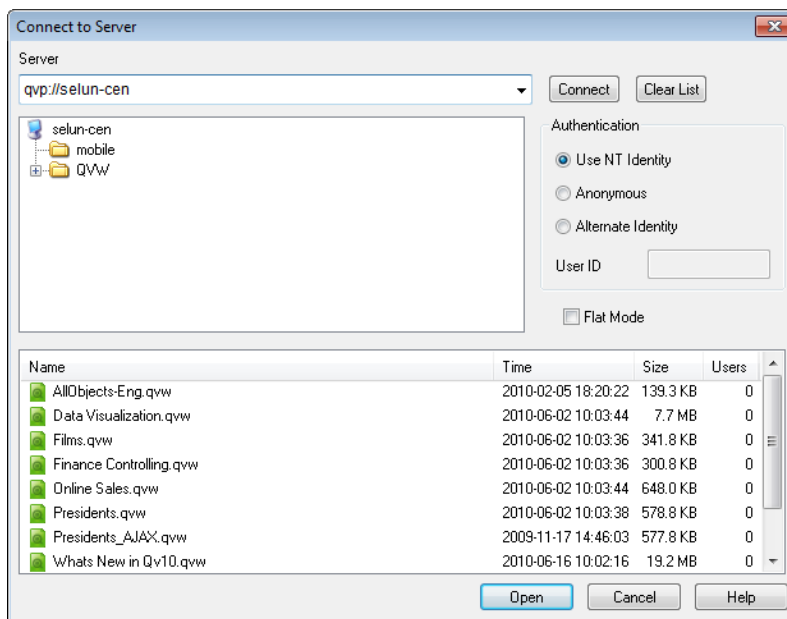 Connect to Server
Server
qvp://selun-cen
Connect
Clear List
selun-cen
mobile
QVW
Authentication
Use NT Identity
Anonymous
Alternate Identity
User ID
Flat Mode
Name Time Size Users
AllObjects-Eng.qvw 2010-02-05 18:20:22 139.3 KB 0
Data Visualization.qvw 2010-06-02 10:03:44 7.7 MB 0
Films.qvw 2010-06-02 10:03:36 341.8 KB 0
Finance Controlling.qvw 2010-06-02 10:03:36 300.8 KB 0
Online Sales.qvw 2010-06-02 10:03:44 648.0 KB 0
Presidents.qvw 2010-06-02 10:03:38 578.8 KB 0
Presidents_AJAX.qvw 2009-11-17 14:46:03 577.8 KB 0
Whats New in Qv10.qvw 2010-06-16 10:02:16 19.2 MB 0
Open Cancel Help